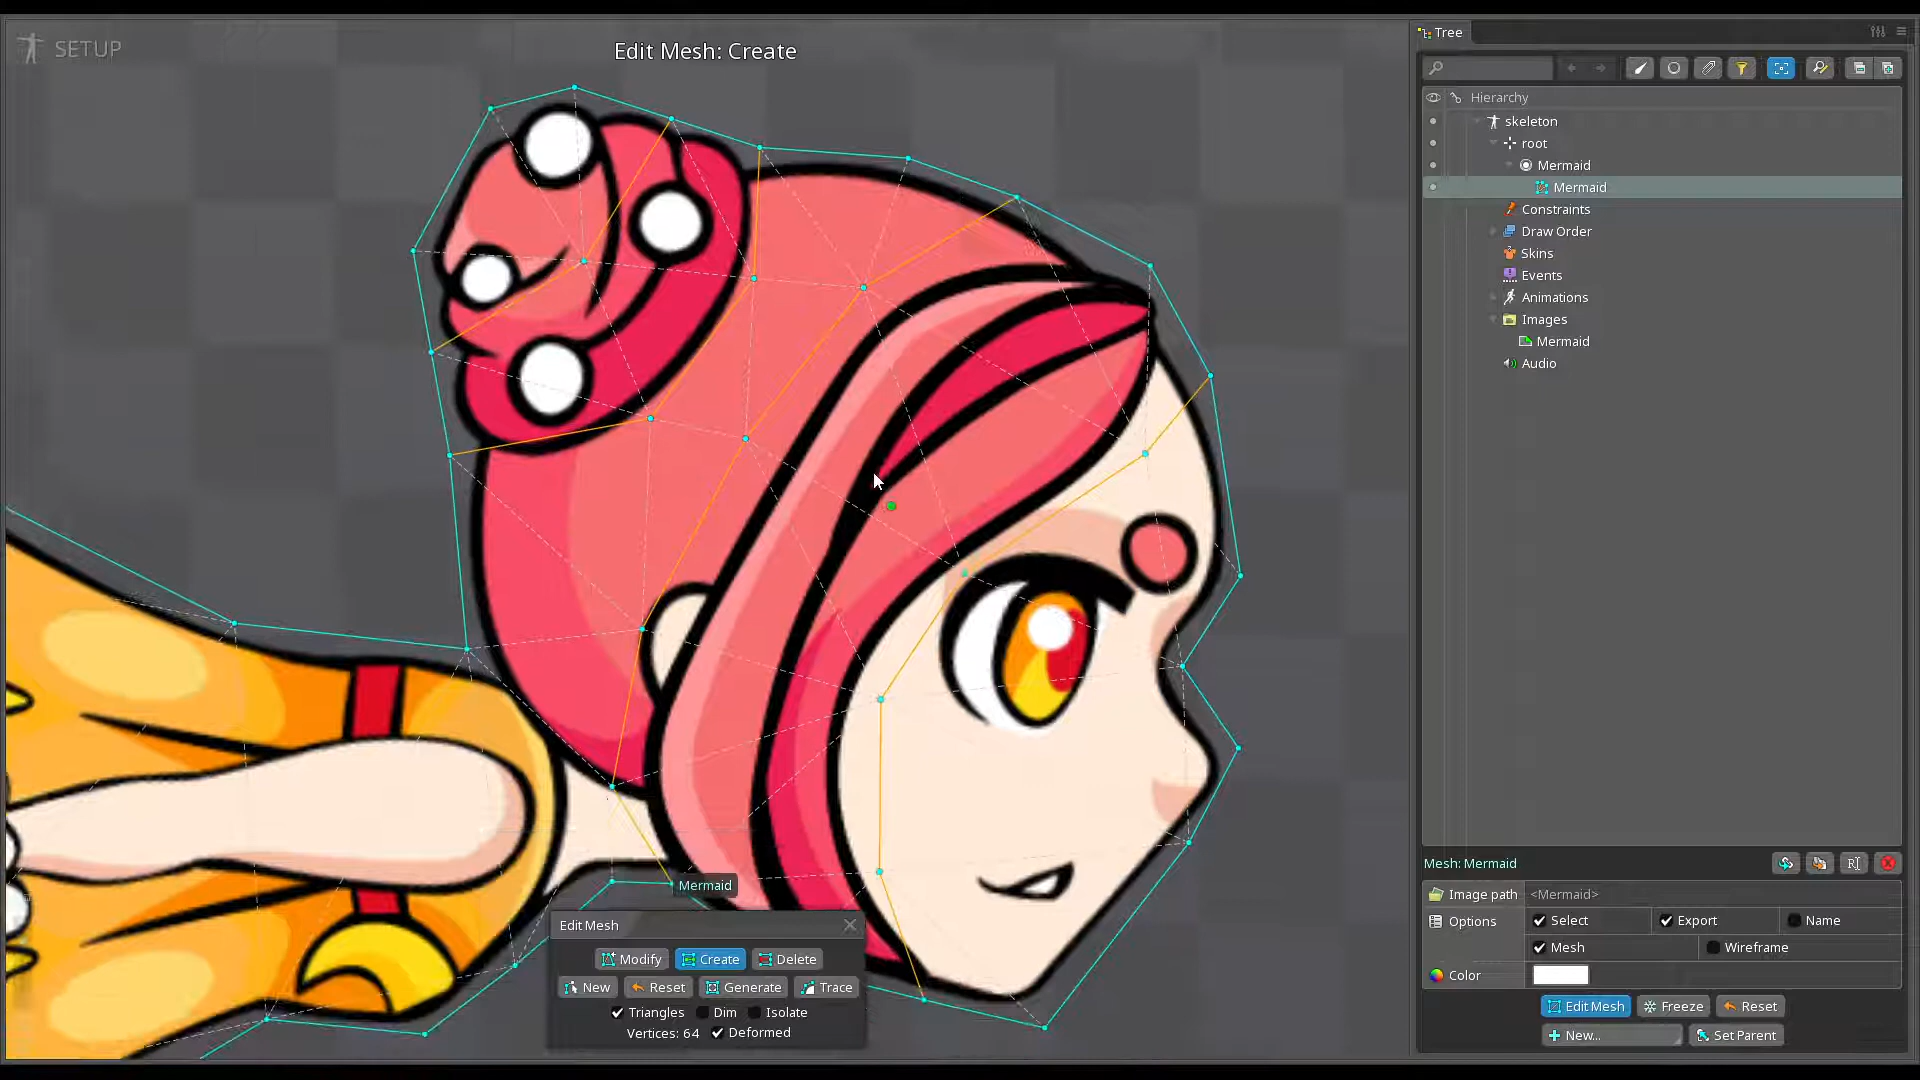 SETUP
Edit Mesh: Create
Tree
Hierarchy
skeleton
root
Mermaid
Mermaid
Constraints
Draw Order
Skins
Events
Animations
Images
Mermaid
Audio
Mesh: Mermaid
Image path <Mermaid>
Options Select Export Name
Mesh Wireframe
Color
Edit Mesh Freeze Reset
New... Set Parent
Mermaid
Edit Mesh
Modify Create Delete
New Reset Generate Trace
Triangles Dim Isolate
Vertices: 64 Deformed